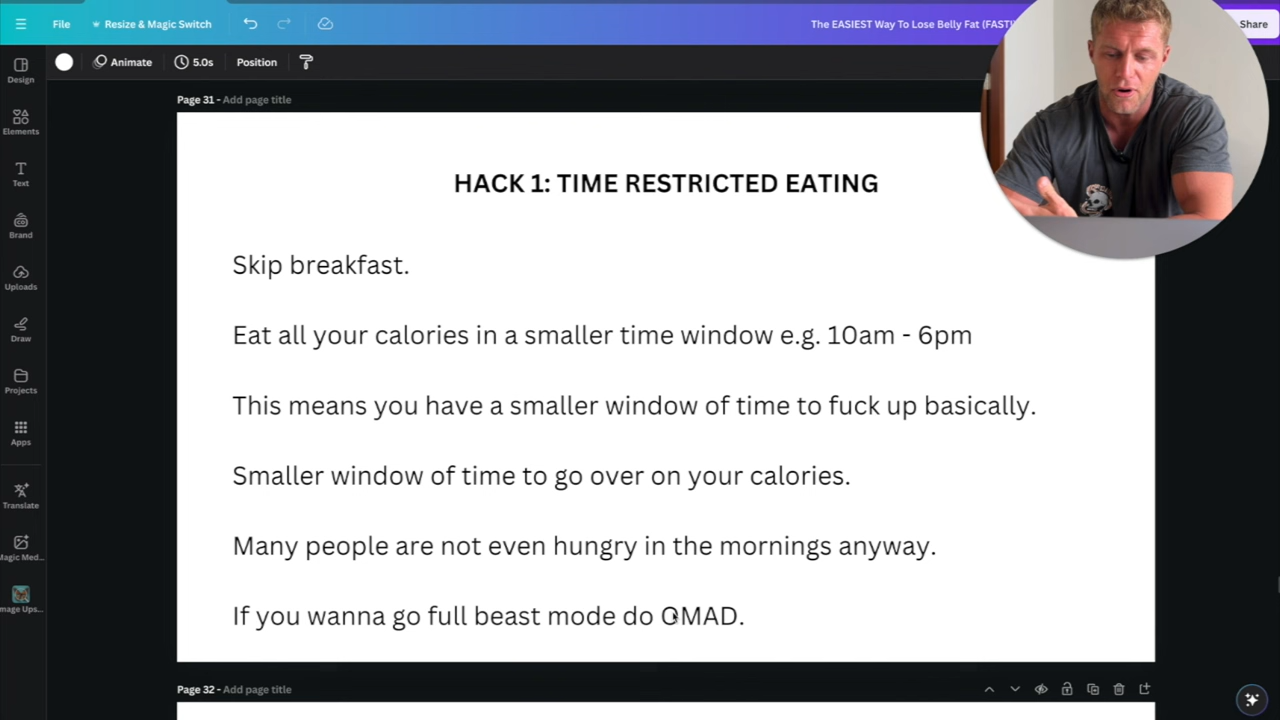 File
Resize & Magic Switch
The EASIEST Way To Lose Belly Fat (FAST
Share
Animate
5.0s
Position
Design
Elements
Text
Brand
Uploads
Draw
Projects
Apps
Translate
Magic Med...
mage Ups...
Page 31 - Add page title
HACK 1: TIME RESTRICTED EATING
Skip breakfast.
Eat all your calories in a smaller time window e.g. 10am - 6pm
This means you have a smaller window of time to fuck up basically.
Smaller window of time to go over on your calories.
Many people are not even hungry in the mornings anyway.
If you wanna go full beast mode do OMAD.
Page 32 - Add page title